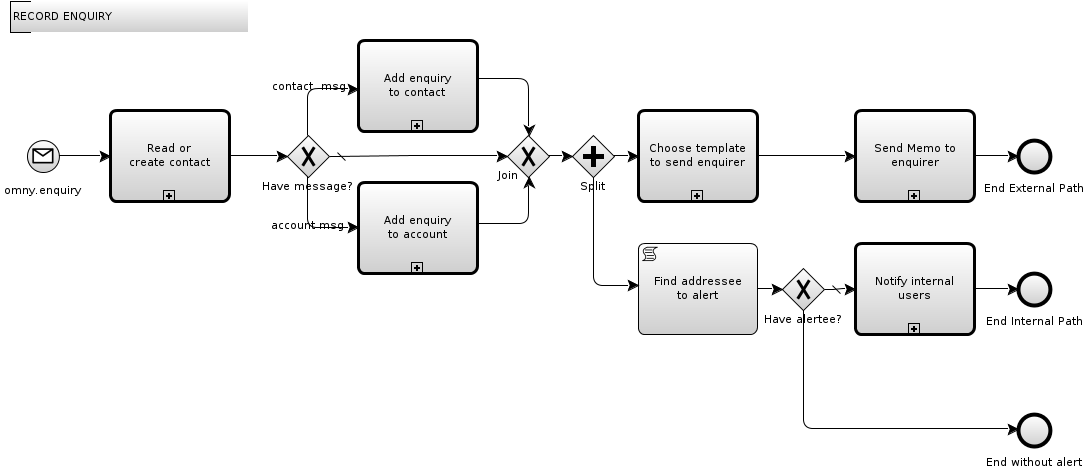 RECORD ENQUIRY
contact msg
Add enquiry
to contact
omny.enquiry
Read or
create contact
Have message?
account msg
Add enquiry
to account
Join
Split
Choose template
to send enquirer
Send Memo to
enquirer
End External Path
Find addressee
to alert
Have alertee?
Notify internal
users
End Internal Path
End without alert